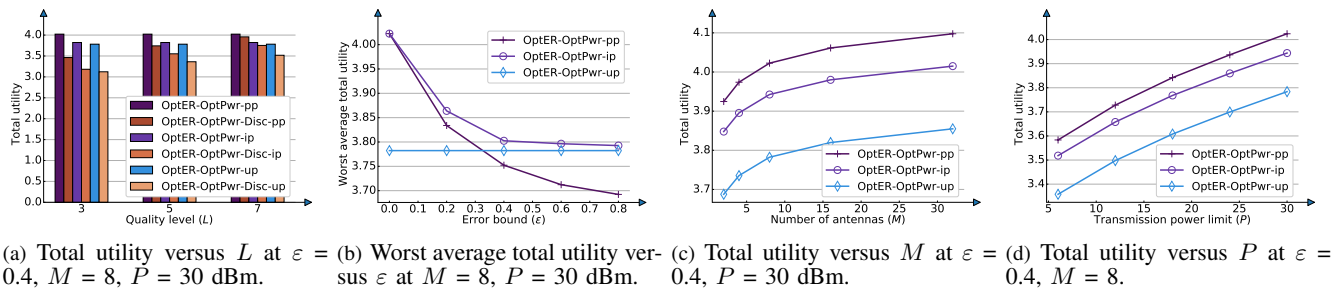 Total utility
4.0
3.5
3.0
2.5
2.0
1.5
1.0
0.5
0.0
OptER-OptPwr-pp
OptER-OptPwr-Disc-pp
OptER-OptPwr-ip
OptER-OptPwr-Disc-ip
OptER-OptPwr-up
OptER-OptPwr-Disc-up
3 5 7
Quality level (L)
(a) Total utility versus L at ε =
0.4, M = 8, P = 30 dBm.
Worst average total utility
4.00
3.95
3.90
3.85
3.80
3.75
3.70
OptER-OptPwr-pp
OptER-OptPwr-ip
OptER-OptPwr-up
0.0 0.2 0.4 0.6 0.8
Error bound (ε)
(b) Worst average total utility ver-
sus ε at M = 8, P = 30 dBm.
Total utility
4.1
4.0
3.9
3.8
3.7
OptER-OptPwr-pp
OptER-OptPwr-ip
OptER-OptPwr-up
5 10 15 20 25 30
Number of antennas (M)
(c) Total utility versus M at ε =
0.4, P = 30 dBm.
Total utility
4.0
3.9
3.8
3.7
3.6
3.5
3.4
OptER-OptPwr-pp
OptER-OptPwr-ip
OptER-OptPwr-up
5 10 15 20 25 30
Transmission power limit (P)
(d) Total utility versus P at ε =
0.4, M = 8.